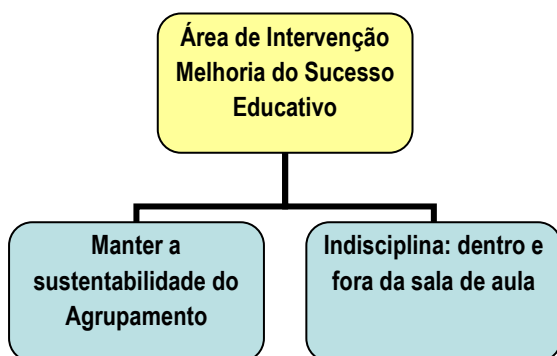 Área de Intervenção
Melhoria do Sucesso
Educativo
Manter a
sustentabilidade do
Agrupamento
Indisciplina: dentro e
fora da sala de aula